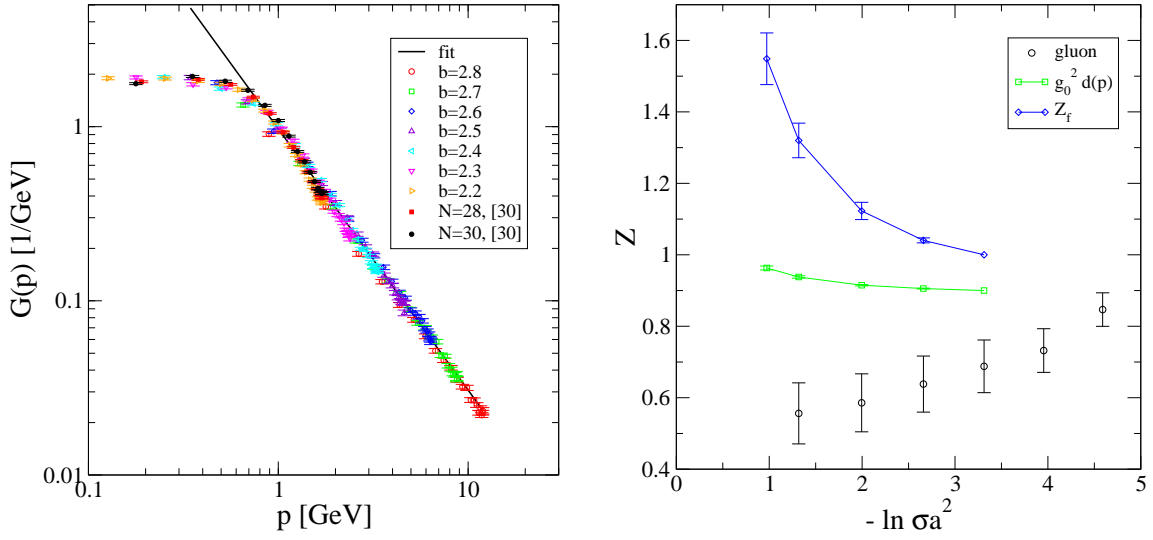 G(p) [1/GeV]
1
0.1
0.01
0.1
1
10
p [GeV]
fit
b=2.8
b=2.7
b=2.6
b=2.5
b=2.4
b=2.3
b=2.2
N=28, [30]
N=30, [30]
Z
1.6
1.4
1.2
1
0.8
0.6
0.4
0
1
2
3
4
5
- ln σa²
gluon
g₀² d(p)
Z_f